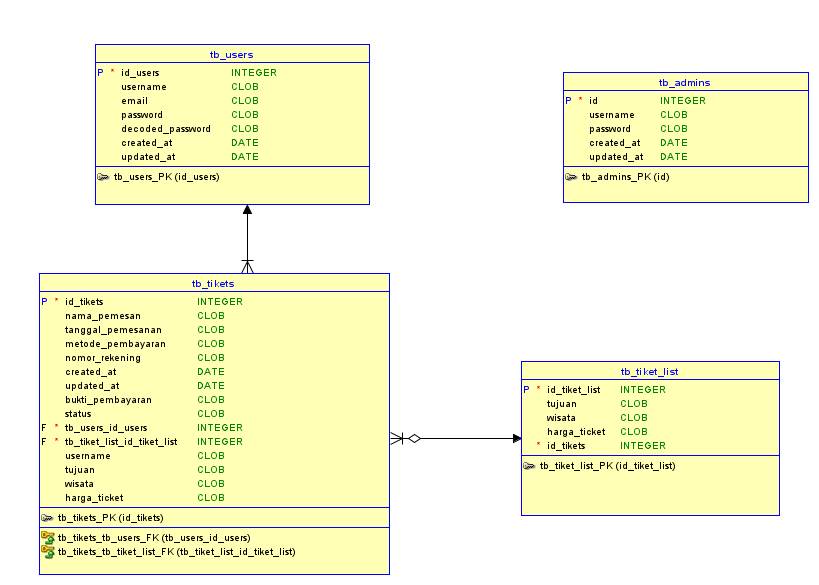 tb_users
P * id_users INTEGER
username CLOB
email CLOB
password CLOB
decoded_password CLOB
created_at DATE
updated_at DATE
tb_users_PK (id_users)
tb_admins
P * id INTEGER
username CLOB
password CLOB
created_at DATE
updated_at DATE
tb_admins_PK (id)
tb_tikets
P * id_tikets INTEGER
nama_pemesan CLOB
tanggal_pemesanan CLOB
metode_pembayaran CLOB
nomor_rekening CLOB
created_at DATE
updated_at DATE
bukti_pembayaran CLOB
status CLOB
F * tb_users_id_users INTEGER
F * tb_tiket_list_id_tiket_list INTEGER
username CLOB
tujuan CLOB
wisata CLOB
harga_ticket CLOB
tb_tikets_PK (id_tikets)
tb_tikets_tb_users_FK (tb_users_id_users)
tb_tikets_tb_tiket_list_FK (tb_tiket_list_id_tiket_list)
tb_tiket_list
P * id_tiket_list INTEGER
tujuan CLOB
wisata CLOB
harga_ticket CLOB
* id_tikets INTEGER
tb_tiket_list_PK (id_tiket_list)